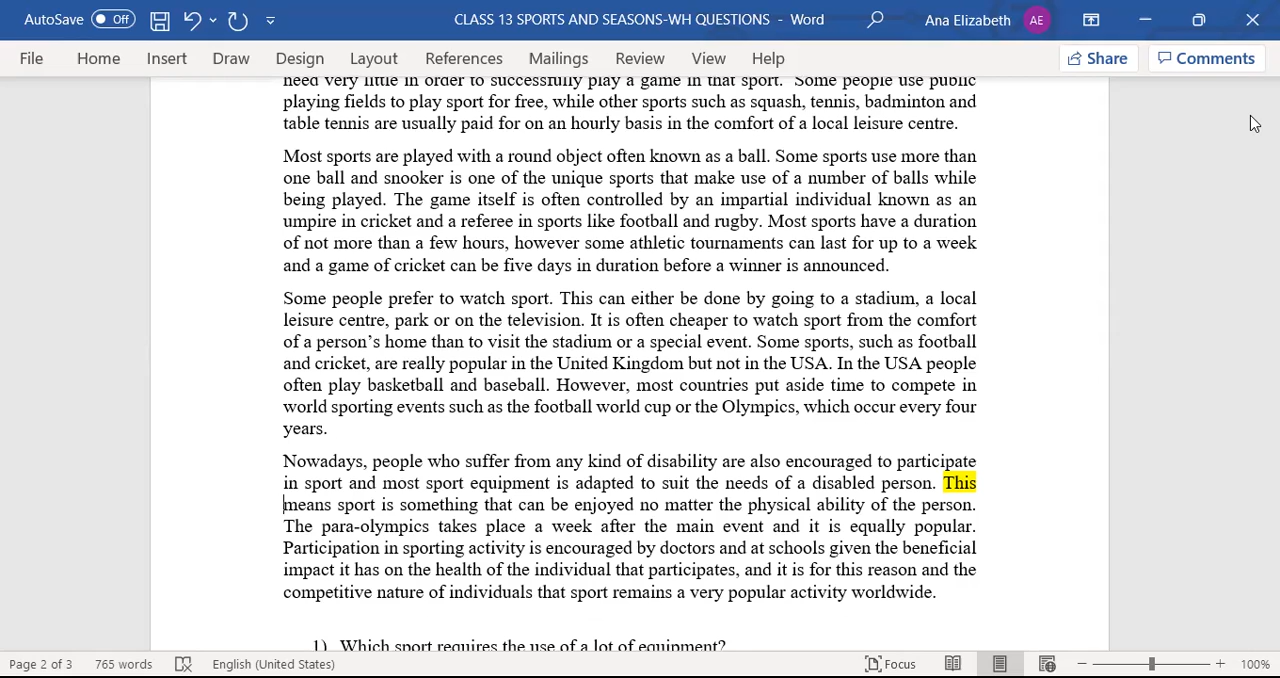 AutoSave Off CLASS 13 SPORTS AND SEASONS-WH QUESTIONS - Word Ana Elizabeth AE
File Home Insert Draw Design Layout References Mailings Review View Help Share Comments
need very little in order to successfully play a game in that sport. Some people use public
playing fields to play sport for free, while other sports such as squash, tennis, badminton and
table tennis are usually paid for on an hourly basis in the comfort of a local leisure centre.
Most sports are played with a round object often known as a ball. Some sports use more than
one ball and snooker is one of the unique sports that make use of a number of balls while
being played. The game itself is often controlled by an impartial individual known as an
umpire in cricket and a referee in sports like football and rugby. Most sports have a duration
of not more than a few hours, however some athletic tournaments can last for up to a week
and a game of cricket can be five days in duration before a winner is announced.
Some people prefer to watch sport. This can either be done by going to a stadium, a local
leisure centre, park or on the television. It is often cheaper to watch sport from the comfort
of a person's home than to visit the stadium or a special event. Some sports, such as football
and cricket, are really popular in the United Kingdom but not in the USA. In the USA people
often play basketball and baseball. However, most countries put aside time to compete in
world sporting events such as the football world cup or the Olympics, which occur every four
years.
Nowadays, people who suffer from any kind of disability are also encouraged to participate
in sport and most sport equipment is adapted to suit the needs of a disabled person. This
means sport is something that can be enjoyed no matter the physical ability of the person.
The para-olympics takes place a week after the main event and it is equally popular.
Participation in sporting activity is encouraged by doctors and at schools given the beneficial
impact it has on the health of the individual that participates, and it is for this reason and the
competitive nature of individuals that sport remains a very popular activity worldwide.
1) Which sport requires the use of a lot of equipment?
Page 2 of 3 765 words English (United States) Focus 100%